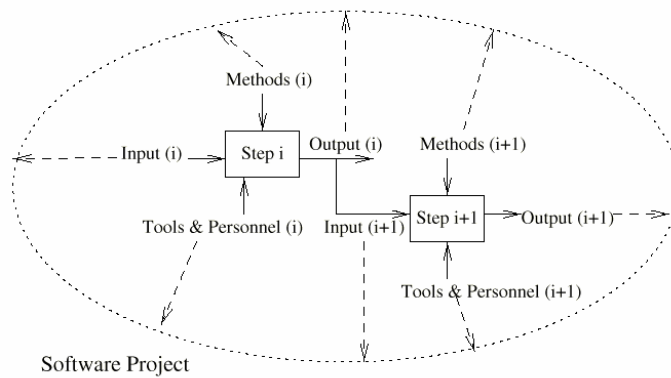 Methods (i)
Input (i)
Step i
Output (i)
Methods (i+1)
Tools & Personnel (i)
Input (i+1)
Step i+1
Output (i+1)
Tools & Personnel (i+1)
Software Project